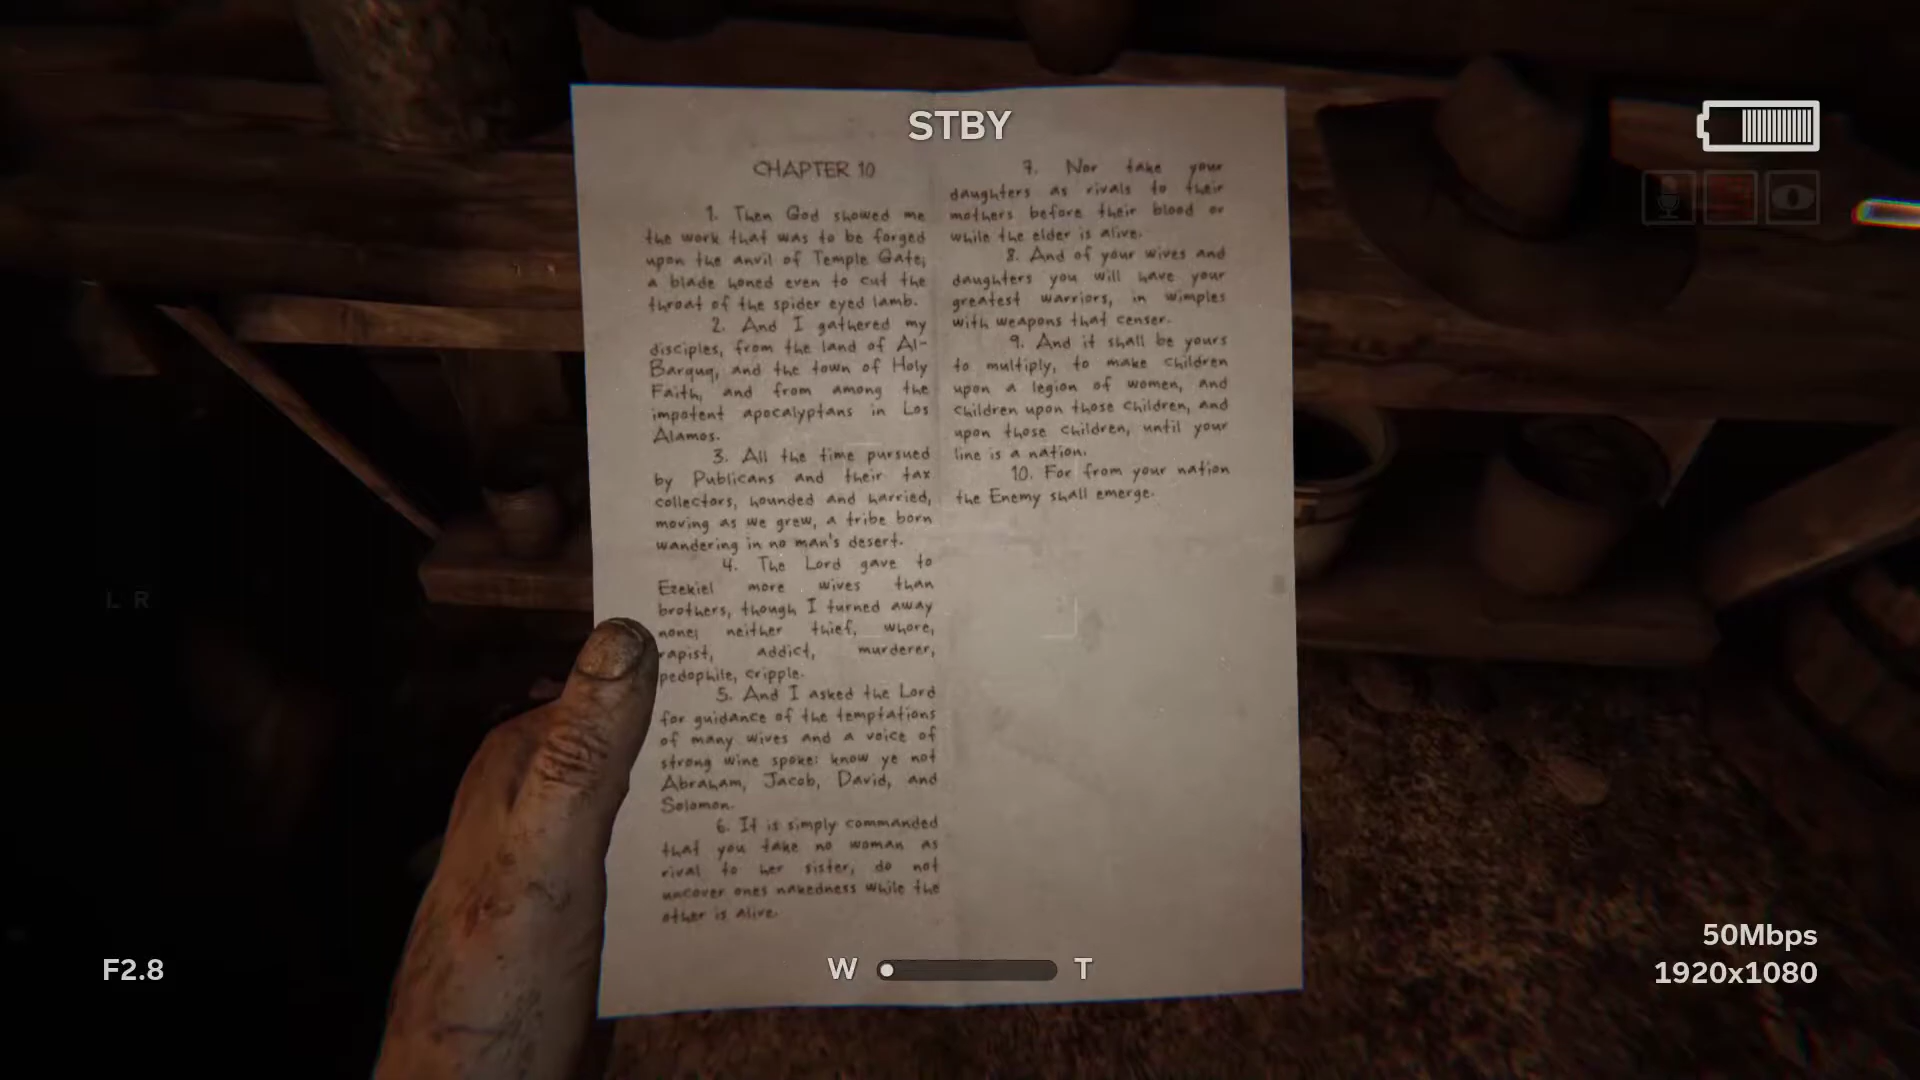 STBY
CHAPTER 10
1. Then God showed me
the work that was to be forged
upon the anvil of Temple Gate;
a blade honed even to cut the
throat of the spider eyed lamb.
2. And I gathered my
disciples, from the land of Al-
Barquq, and the town of Holy
Faith, and from among the
impotent apocalyptans in Los
Alamos.
3. All the time pursued
by Publicans and their tax
collectors, hounded and harried,
moving as we grew, a tribe born
wandering in no man's desert.
4. The Lord gave to
Ezekiel more wives than
brothers, though I turned away
none; neither thief, whore,
rapist, addict, murderer,
pedophile, cripple.
5. And I asked the Lord
for guidance of the temptations
of many wives and a voice of
strong wine spoke: know ye not
Abraham, Jacob, David, and
Solomon.
6. It is simply commanded
that you take no woman as
rival to her sister, do not
uncover ones nakedness while the
other is alive.
7. Nor take your
daughters as rivals to their
mothers before their blood or
while the elder is alive.
8. And of your wives and
daughters you will have your
greatest warriors, in wimples
with weapons that censer.
9. And it shall be yours
to multiply, to make children
upon a legion of women, and
children upon those children, and
upon those children, until your
line is a nation.
10. For from your nation
the Enemy shall emerge.
L R
F2.8
W T
50Mbps
1920x1080